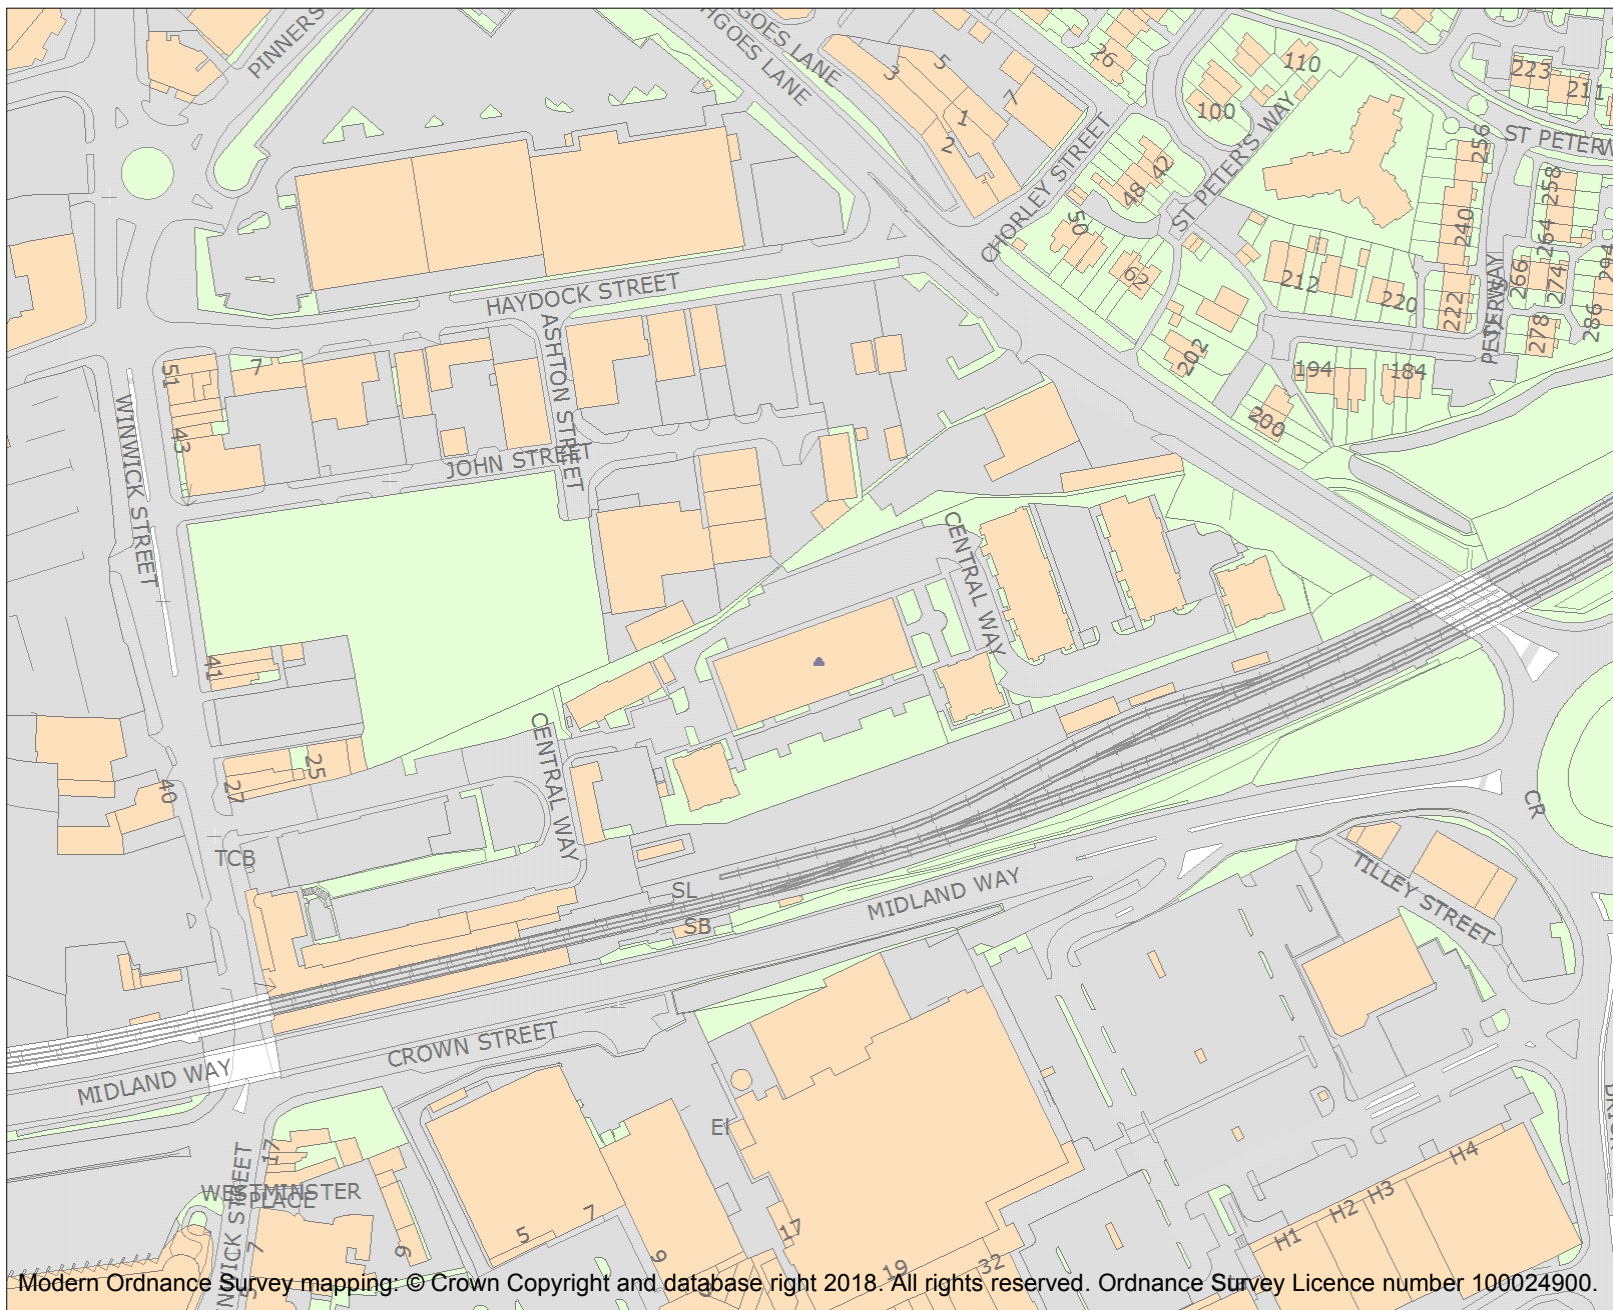 PINNERS
GOES LANE
HGOES LANE
3
5
1
2
7
26
110
100
223
211
ST PETER'S WAY
ST PETER
W
256
42
48
50
62
CHORLEY STREET
258
240
264
294
266
274
222
278
286
212
220
202
194
184
200
HAYDOCK STREET
ASHTON STREET
JOHN STREET
51
7
43
WINWICK STREET
CENTRAL WAY
41
CENTRAL WAY
25
27
40
TCB
SL
SB
MIDLAND WAY
CR
TILLEY STREET
CROWN STREET
MIDLAND WAY
El
17
WESTMINSTER
PLACE
NWICK STREET
5
7
6
5
7
9
17
19
32
H1
H2
H3
H4
Modern Ordnance Survey mapping: © Crown Copyright and database right 2018. All rights reserved. Ordnance Survey Licence number 100024900.